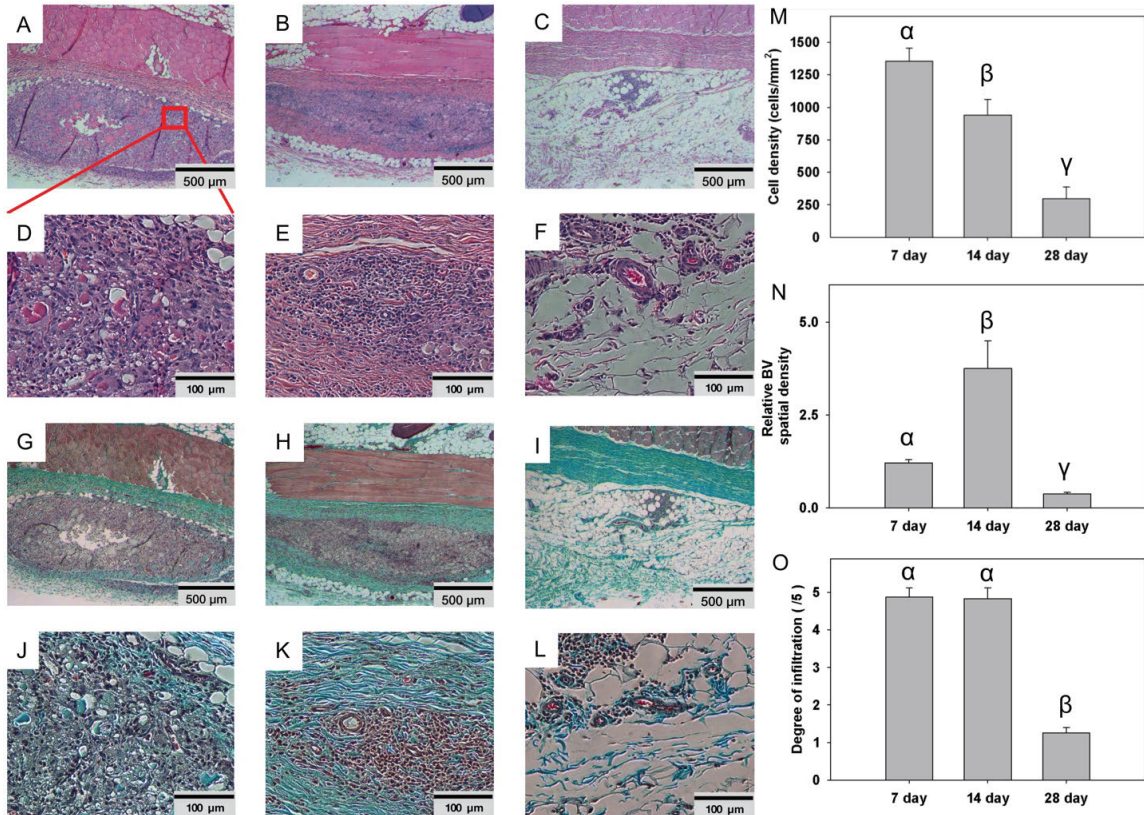 A
B
C
500 µm
500 µm
500 µm
D
E
F
100 µm
100 µm
100 µm
G
H
I
500 µm
500 µm
500 µm
J
K
L
100 µm
100 µm
100 µm
M
Cell density (cells/mm²)
1500
1250
1000
750
500
250
0
α
β
γ
7 day
14 day
28 day
N
Relative BV
spatial density
5.0
2.5
0.0
α
β
γ
7 day
14 day
28 day
O
Degree of infiltration ( /5)
5
4
3
2
1
0
α
α
β
7 day
14 day
28 day